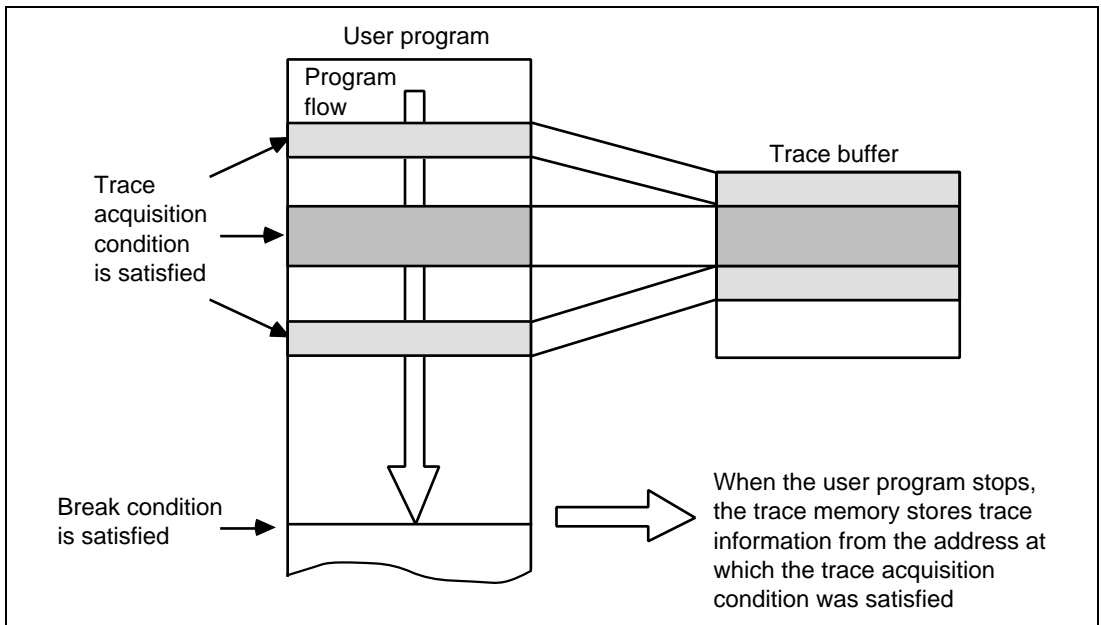 User program
Program
flow
Trace buffer
Trace
acquisition
condition
is satisfied
Break condition
is satisfied
When the user program stops,
the trace memory stores trace
information from the address at
which the trace acquisition
condition was satisfied